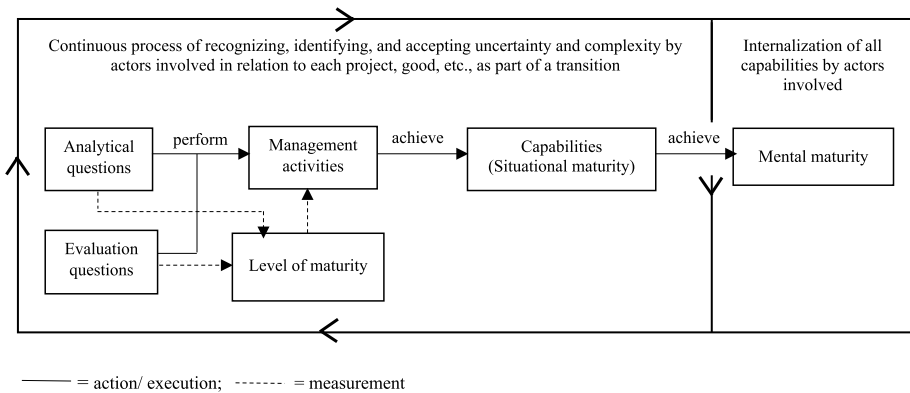 Continuous process of recognizing, identifying, and accepting uncertainty and complexity by
actors involved in relation to each project, good, etc., as part of a transition
Internalization of all
capabilities by actors
involved
Analytical
questions
perform
Management
activities
achieve
Capabilities
(Situational maturity)
achieve
Mental maturity
Evaluation
questions
Level of maturity
= action/ execution;
= measurement